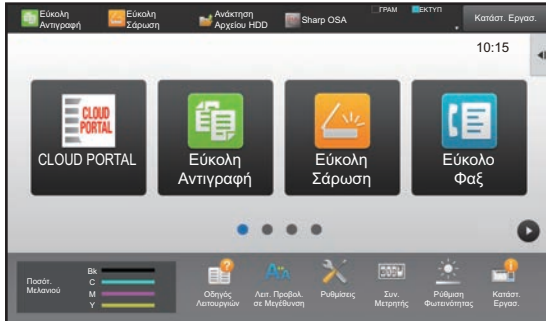 Εύκολη
Αντιγραφή
Εύκολη
Σάρωση
Ανάκτηση
Αρχείου HDD
Sharp OSA
ΓΡΑΜ
ΕΚΤΥΠ
Κατάστ. Εργασ.
10:15
CLOUD
PORTAL
CLOUD PORTAL
Εύκολη
Αντιγραφή
Εύκολη
Σάρωση
Εύκολο
Φαξ
Ποσότ.
Μελανιού
Bk
C
M
Y
Οδηγός
Λειτουργιών
Λειτ. Προβολ.
σε Μεγέθυνση
Ρυθμίσεις
Συν.
Μετρητής
Ρύθμιση
Φωτεινότητας
Κατάστ.
Εργασ.